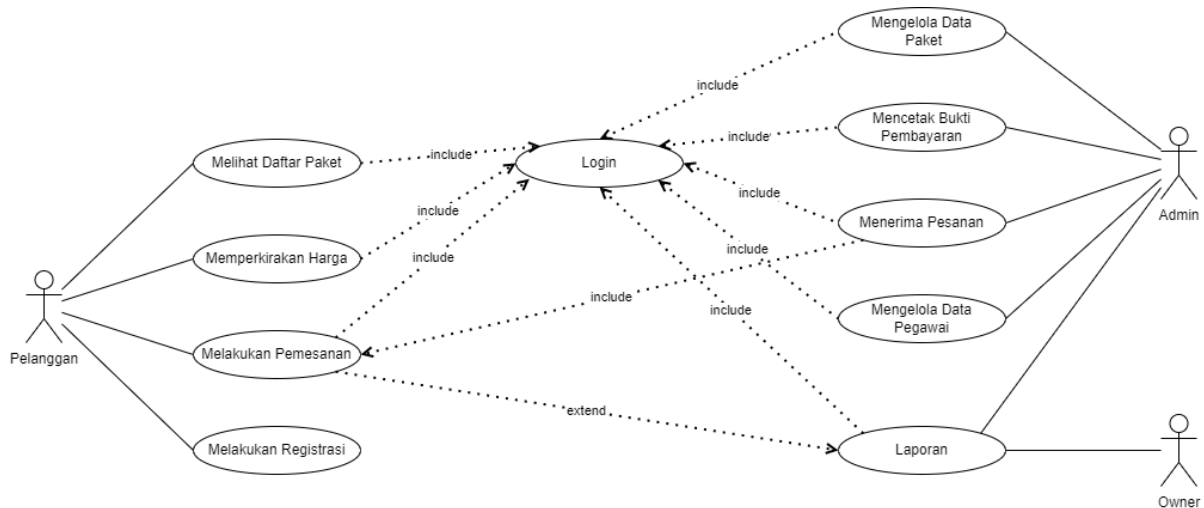 Mengelola Data
Paket
include
Mencetak Bukti
Pembayaran
include
Melihat Daftar Paket
include
Login
include
Menerima Pesanan
Admin
include
Memperkirakan Harga
include
include
include
include
Mengelola Data
Pegawai
Pelanggan
Melakukan Pemesanan
extend
Melakukan Registrasi
Laporan
Owner